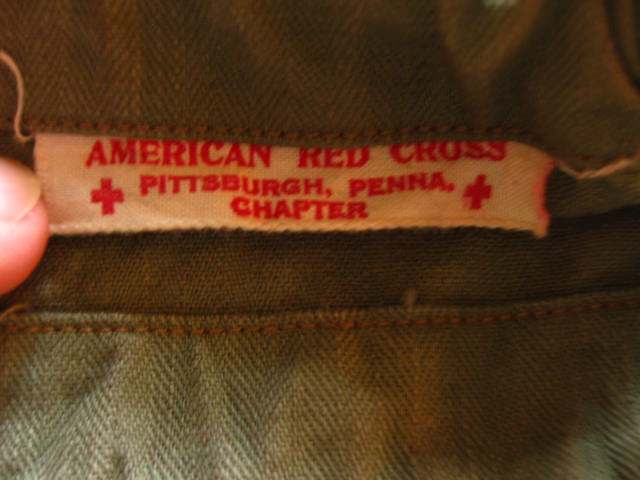 AMERICAN RED CROSS
PITTSBURGH, PENNA.
CHAPTER